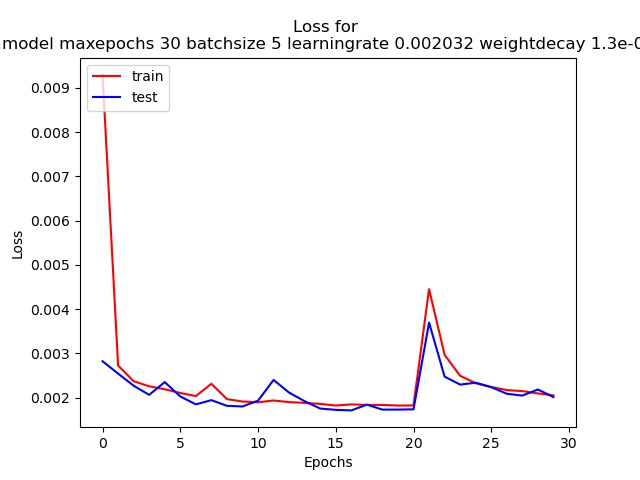 Loss for
model maxepochs 30 batchsize 5 learningrate 0.002032 weightdecay 1.3e-0
train
test
0.009
0.008
0.007
0.006
0.005
0.004
0.003
0.002
Loss
0 5 10 15 20 25 30
Epochs